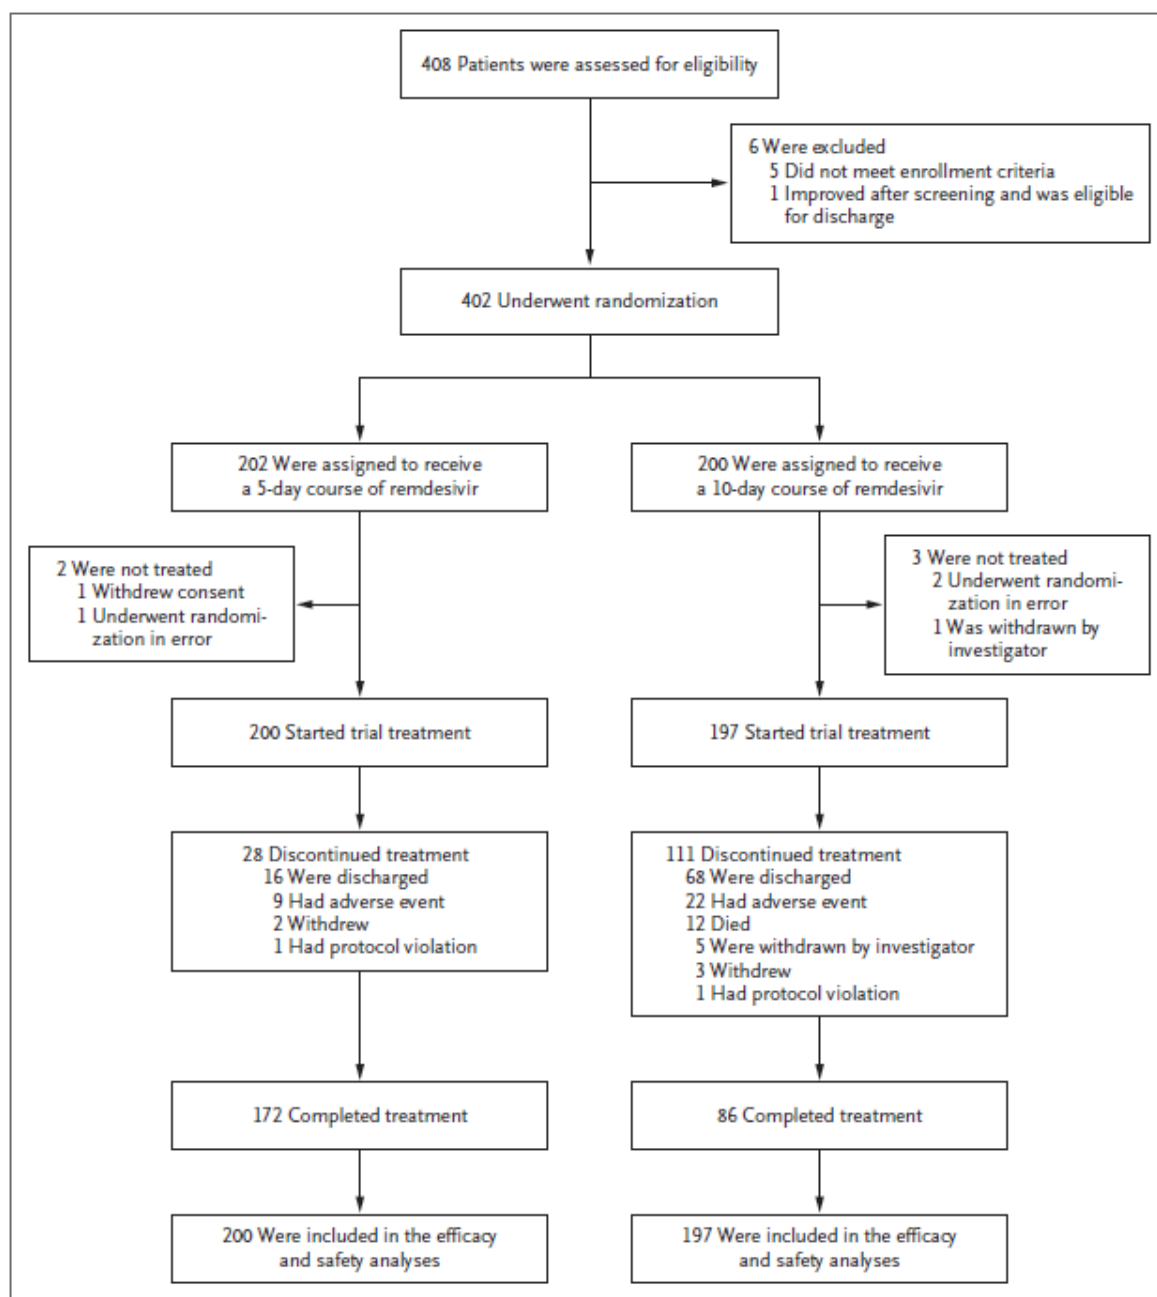 408 Patients were assessed for eligibility
6 Were excluded
5 Did not meet enrollment criteria
1 Improved after screening and was eligible
for discharge
402 Underwent randomization
202 Were assigned to receive
a 5-day course of remdesivir
200 Were assigned to receive
a 10-day course of remdesivir
2 Were not treated
1 Withdrew consent
1 Underwent randomi-
zation in error
3 Were not treated
2 Underwent randomi-
zation in error
1 Was withdrawn by
investigator
200 Started trial treatment
197 Started trial treatment
28 Discontinued treatment
16 Were discharged
9 Had adverse event
2 Withdrew
1 Had protocol violation
111 Discontinued treatment
68 Were discharged
22 Had adverse event
12 Died
5 Were withdrawn by investigator
3 Withdrew
1 Had protocol violation
172 Completed treatment
86 Completed treatment
200 Were included in the efficacy
and safety analyses
197 Were included in the efficacy
and safety analyses